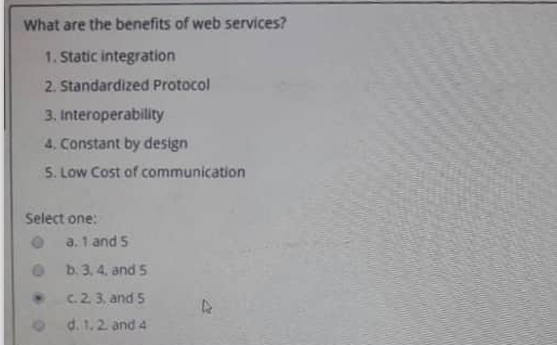 What are the benefits of web services?
1. Static integration
2. Standardized Protocol
3. Interoperability
4. Constant by design
5. Low Cost of communication
Select one:
a. 1 and 5
b. 3, 4, and 5
c. 2, 3, and 5
d. 1, 2, and 4